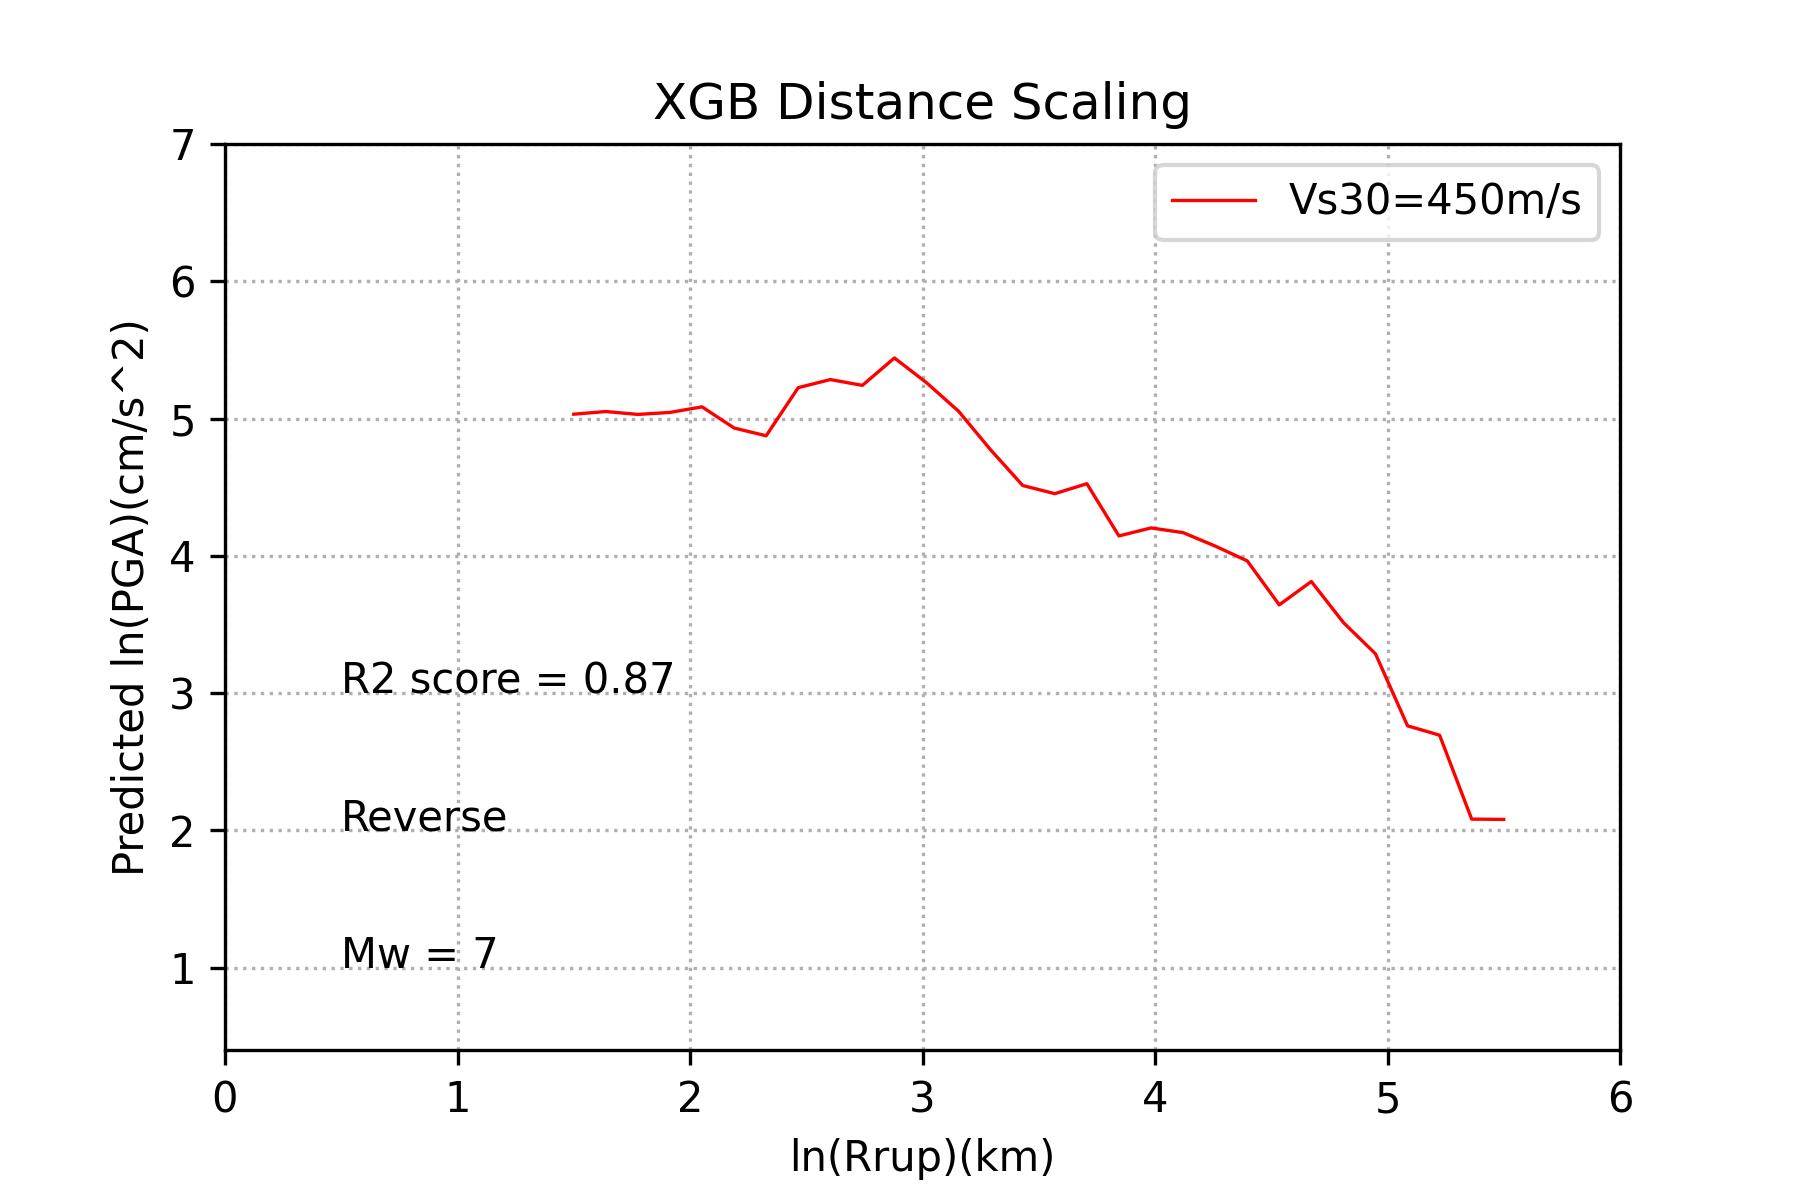 XGB Distance Scaling
7
6
5
4
3
2
1
Predicted ln(PGA)(cm/s^2)
Vs30=450m/s
R2 score = 0.87
Reverse
Mw = 7
0 1 2 3 4 5 6
ln(Rrup)(km)